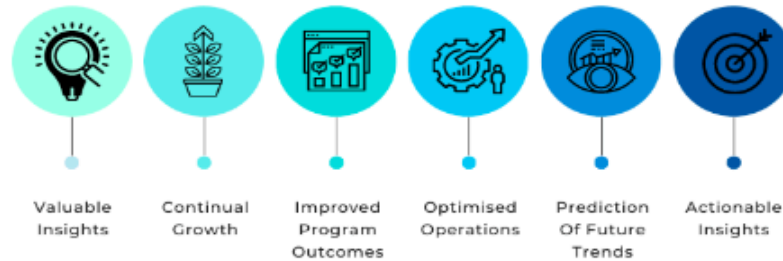 Valuable
Insights
Continual
Growth
Improved
Program
Outcomes
Optimised
Operations
Prediction
Of Future
Trends
Actionable
Insights